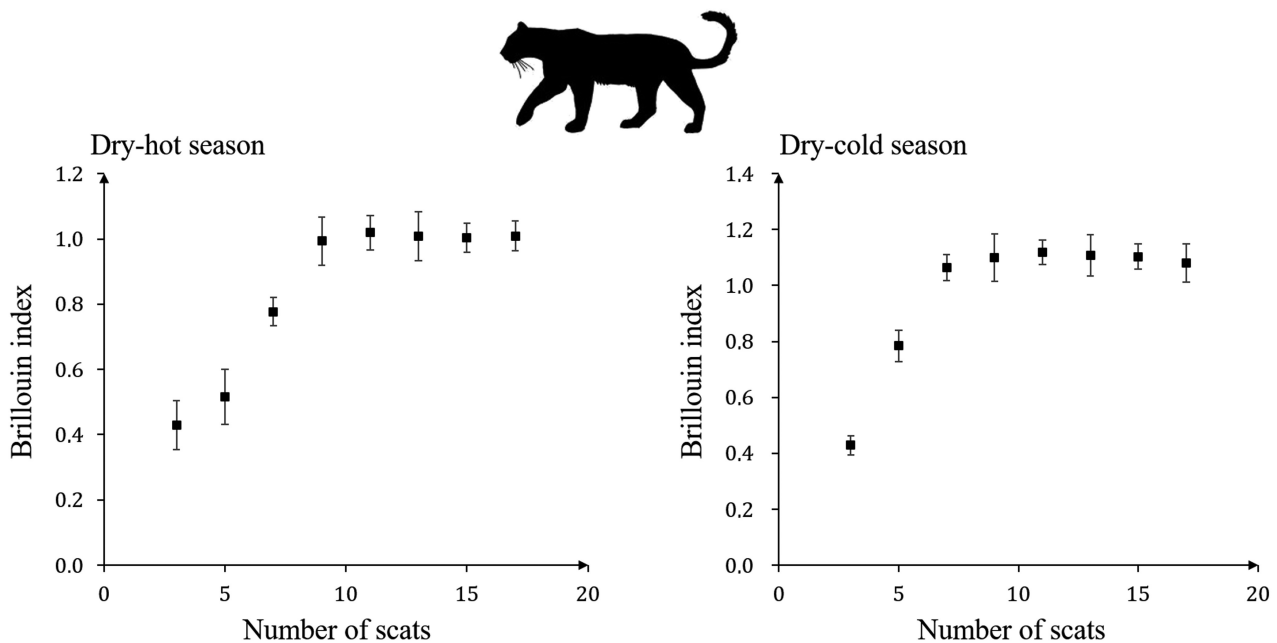 Dry-hot season
1.2
1.0
0.8
0.6
0.4
0.2
0.0
Brillouin index
0 5 10 15 20
Number of scats
Dry-cold season
1.4
1.2
1.0
0.8
0.6
0.4
0.2
0.0
Brillouin index
0 5 10 15 20
Number of scats